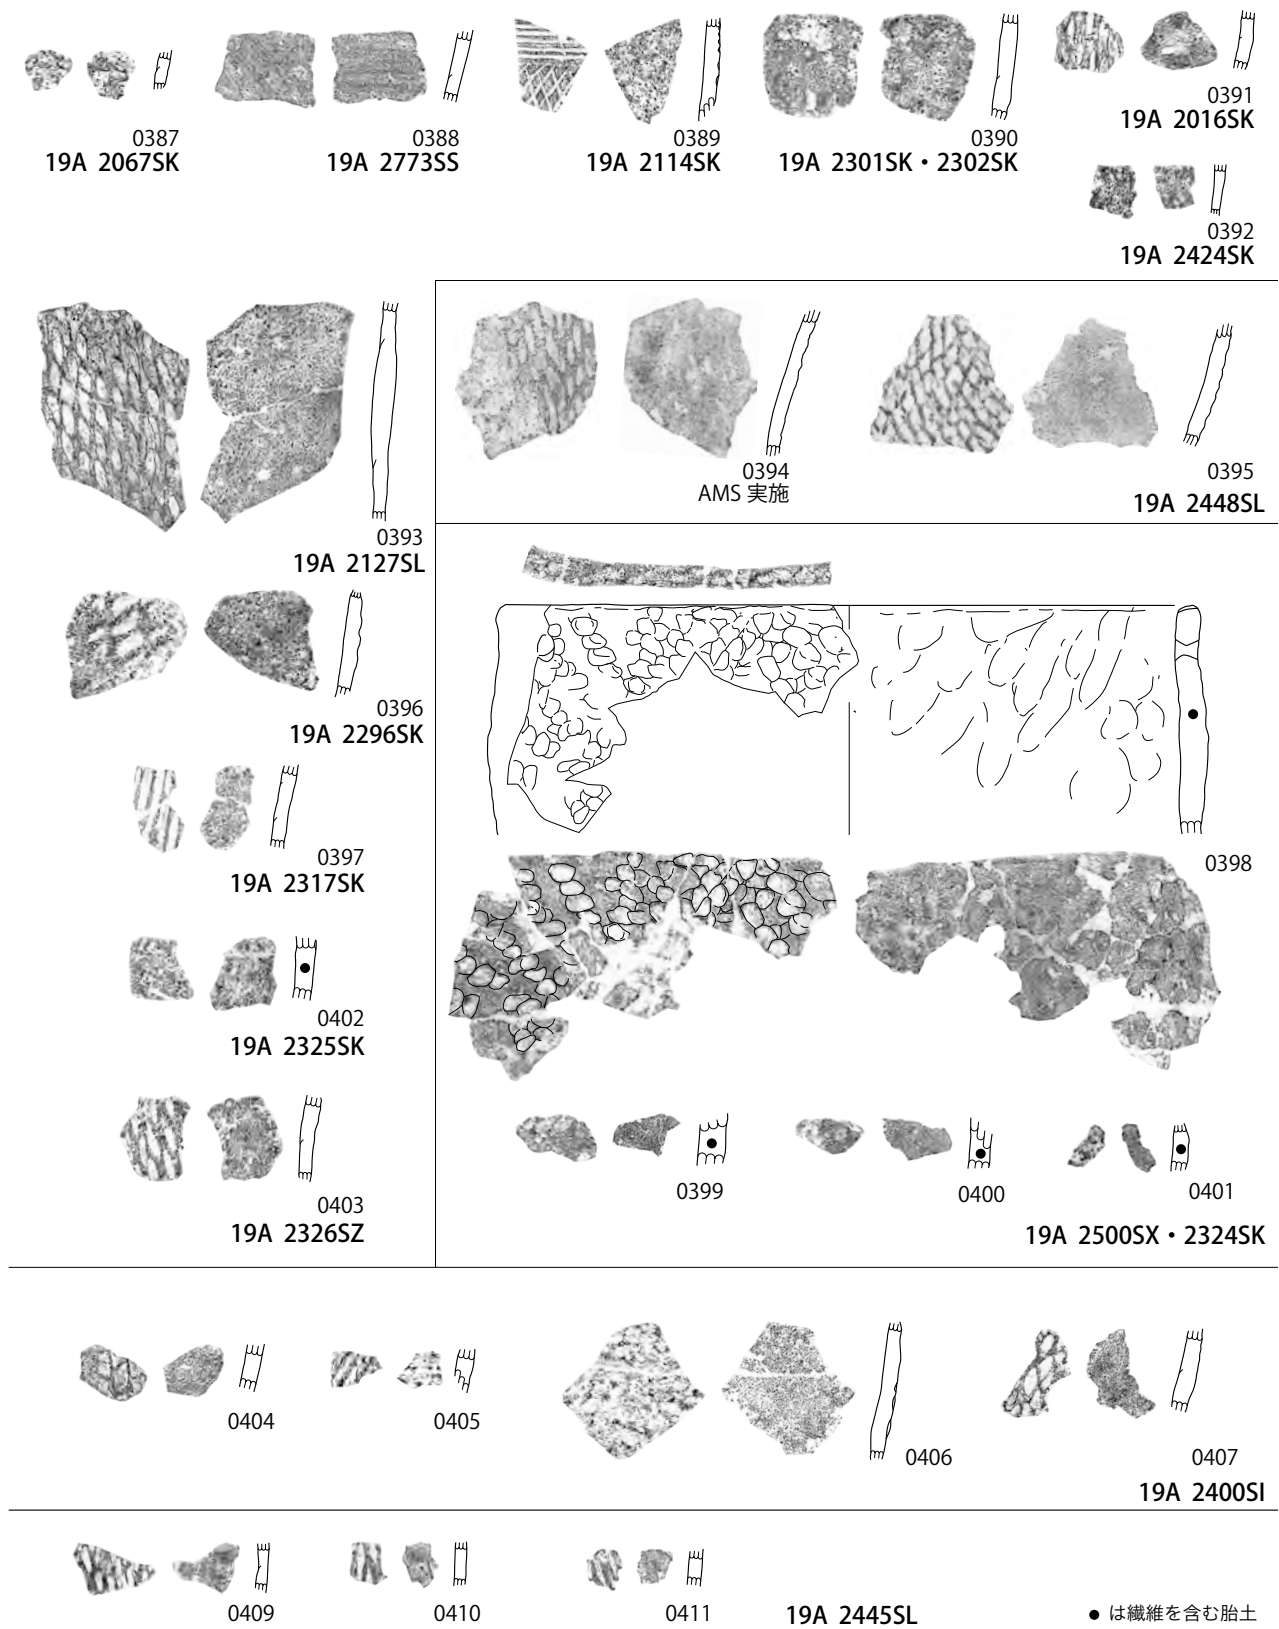 0387
19A 2067SK
0388
19A 2773SS
0389
19A 2114SK
0390
19A 2301SK・2302SK
0391
19A 2016SK
0392
19A 2424SK
0393
19A 2127SL
0394
AMS 実施
0395
19A 2448SL
0396
19A 2296SK
0397
19A 2317SK
0398
0402
19A 2325SK
0403
19A 2326SZ
0399
0400
0401
19A 2500SX・2324SK
0404
0405
0406
0407
19A 2400SI
0409
0410
0411
19A 2445SL
● は繊維を含む胎土